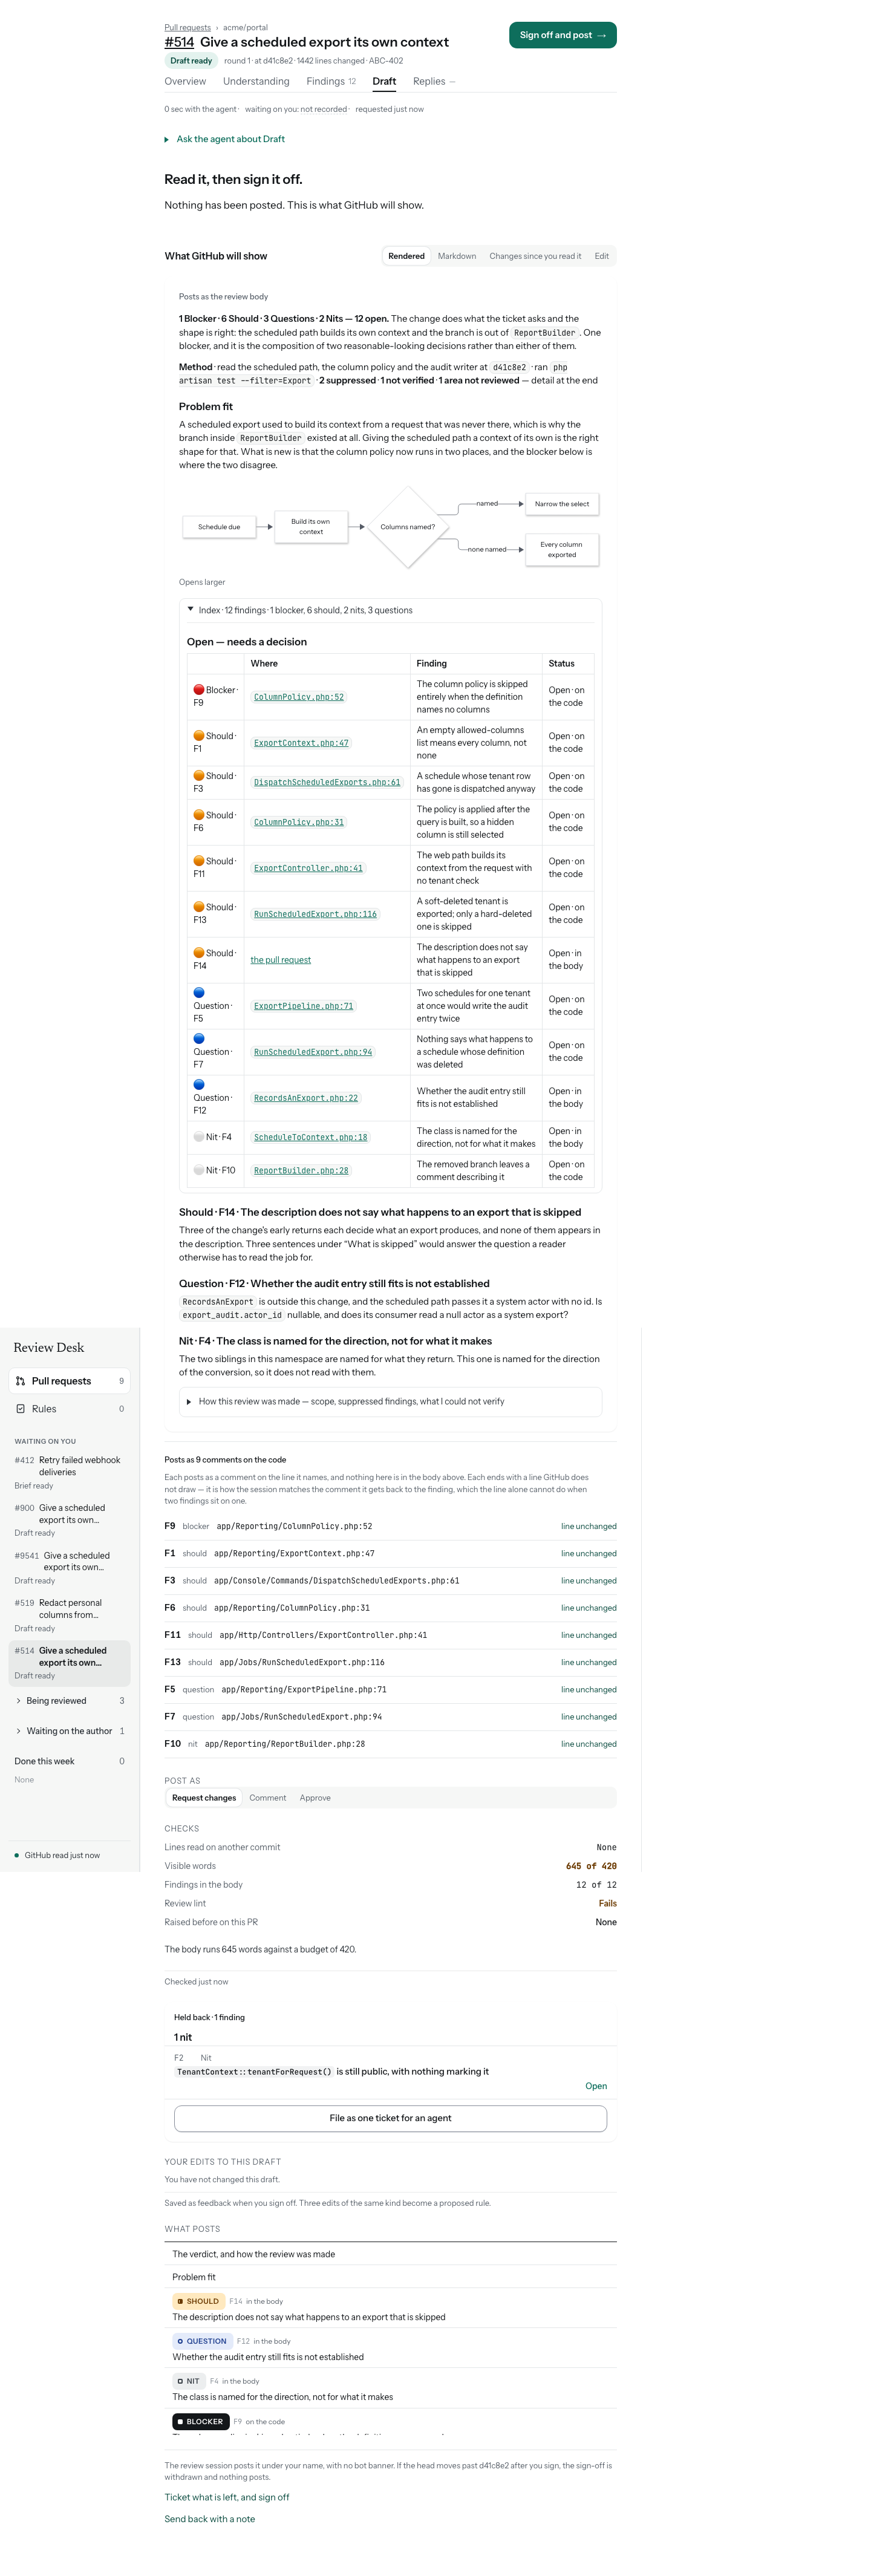 Pull requests › acme/portal
#514 Give a scheduled export its own context
Sign off and post →
Draft ready round 1 · at d41c8e2 · 1442 lines changed · ABC-402
Overview Understanding Findings 12 Draft Replies —
0 sec with the agent · waiting on you: not recorded · requested just now
Ask the agent about Draft
Read it, then sign it off.
Nothing has been posted. This is what GitHub will show.
What GitHub will show
Rendered Markdown Changes since you read it Edit
Posts as the review body
1 Blocker · 6 Should · 3 Questions · 2 Nits — 12 open. The change does what the ticket asks and the
shape is right: the scheduled path builds its own context and the branch is out of ReportBuilder. One
blocker, and it is the composition of two reasonable-looking decisions rather than either of them.
Method · read the scheduled path, the column policy and the audit writer at d41c8e2 · ran php
artisan test --filter=Export · 2 suppressed · 1 not verified · 1 area not reviewed — detail at the end
Problem fit
A scheduled export used to build its context from a request that was never there, which is why the
branch inside ReportBuilder existed at all. Giving the scheduled path a context of its own is the right
shape for that. What is new is that the column policy now runs in two places, and the blocker below is
where the two disagree.
Schedule due
Build its own
context
Columns named?
named
Narrow the select
none named
Every column
exported
Opens larger
Index · 12 findings · 1 blocker, 6 should, 2 nits, 3 questions
Open — needs a decision
Where Finding Status
Blocker ·
F9
ColumnPolicy.php:52
The column policy is skipped
entirely when the definition
names no columns
Open · on
the code
Should ·
F1
ExportContext.php:47
An empty allowed-columns
list means every column, not
none
Open · on
the code
Should ·
F3
DispatchScheduledExports.php:61
A schedule whose tenant row
has gone is dispatched anyway
Open · on
the code
Should ·
F6
ColumnPolicy.php:31
The policy is applied after the
query is built, so a hidden
column is still selected
Open · on
the code
Should ·
F11
ExportController.php:41
The web path builds its
context from the request with
no tenant check
Open · on
the code
Should ·
F13
RunScheduledExport.php:116
A soft-deleted tenant is
exported; only a hard-deleted
one is skipped
Open · on
the code
Should ·
F14
the pull request
The description does not say
what happens to an export
that is skipped
Open · in
the body
Question ·
F5
ExportPipeline.php:71
Two schedules for one tenant
at once would write the audit
entry twice
Open · on
the code
Question ·
F7
RunScheduledExport.php:94
Nothing says what happens to
a schedule whose definition
was deleted
Open · on
the code
Question ·
F12
RecordsAnExport.php:22
Whether the audit entry still
fits is not established
Open · in
the body
Nit · F4
ScheduleToContext.php:18
The class is named for the
direction, not for what it makes
Open · in
the body
Nit · F10
ReportBuilder.php:28
The removed branch leaves a
comment describing it
Open · on
the code
Should · F14 · The description does not say what happens to an export that is skipped
Three of the change's early returns each decide what an export produces, and none of them appears in
the description. Three sentences under “What is skipped” would answer the question a reader
otherwise has to read the job for.
Question · F12 · Whether the audit entry still fits is not established
RecordsAnExport is outside this change, and the scheduled path passes it a system actor with no id. Is
export_audit.actor_id nullable, and does its consumer read a null actor as a system export?
Nit · F4 · The class is named for the direction, not for what it makes
The two siblings in this namespace are named for what they return. This one is named for the direction
of the conversion, so it does not read with them.
How this review was made — scope, suppressed findings, what I could not verify
Review Desk
Pull requests 9
Rules 0
WAITING ON YOU
#412 Retry failed webhook
deliveries
Brief ready
#900 Give a scheduled
export its own…
Draft ready
#9541 Give a scheduled
export its own…
Draft ready
#519 Redact personal
columns from…
Draft ready
#514 Give a scheduled
export its own…
Draft ready
Being reviewed 3
Waiting on the author 1
Done this week 0
None
GitHub read just now
Posts as 9 comments on the code
Each posts as a comment on the line it names, and nothing here is in the body above. Each ends with a line GitHub does
not draw — it is how the session matches the comment it gets back to the finding, which the line alone cannot do when
two findings sit on one.
F9 blocker app/Reporting/ColumnPolicy.php:52 line unchanged
F1 should app/Reporting/ExportContext.php:47 line unchanged
F3 should app/Console/Commands/DispatchScheduledExports.php:61 line unchanged
F6 should app/Reporting/ColumnPolicy.php:31 line unchanged
F11 should app/Http/Controllers/ExportController.php:41 line unchanged
F13 should app/Jobs/RunScheduledExport.php:116 line unchanged
F5 question app/Reporting/ExportPipeline.php:71 line unchanged
F7 question app/Jobs/RunScheduledExport.php:94 line unchanged
F10 nit app/Reporting/ReportBuilder.php:28 line unchanged
POST AS
Request changes Comment Approve
CHECKS
Lines read on another commit None
Visible words 645 of 420
Findings in the body 12 of 12
Review lint Fails
Raised before on this PR None
The body runs 645 words against a budget of 420.
Checked just now
Held back · 1 finding
1 nit
F2 Nit
TenantContext::tenantForRequest() is still public, with nothing marking it
Open
File as one ticket for an agent
YOUR EDITS TO THIS DRAFT
You have not changed this draft.
Saved as feedback when you sign off. Three edits of the same kind become a proposed rule.
WHAT POSTS
The verdict, and how the review was made
Problem fit
SHOULD F14 in the body
The description does not say what happens to an export that is skipped
QUESTION F12 in the body
Whether the audit entry still fits is not established
NIT F4 in the body
The class is named for the direction, not for what it makes
BLOCKER F9 on the code
The review session posts it under your name, with no bot banner. If the head moves past d41c8e2 after you sign, the sign-off is
withdrawn and nothing posts.
Ticket what is left, and sign off
Send back with a note